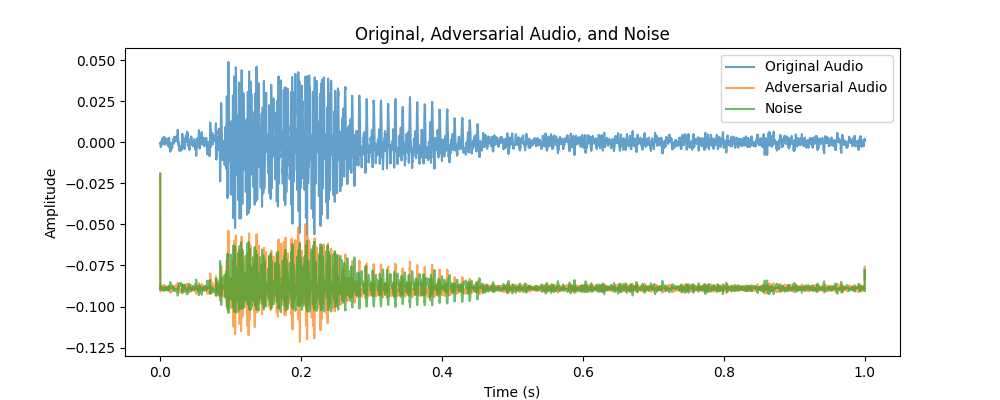 Original, Adversarial Audio, and Noise
Original Audio
Adversarial Audio
Noise
Amplitude
0.050
0.025
0.000
−0.025
−0.050
−0.075
−0.100
−0.125
0.0 0.2 0.4 0.6 0.8 1.0
Time (s)